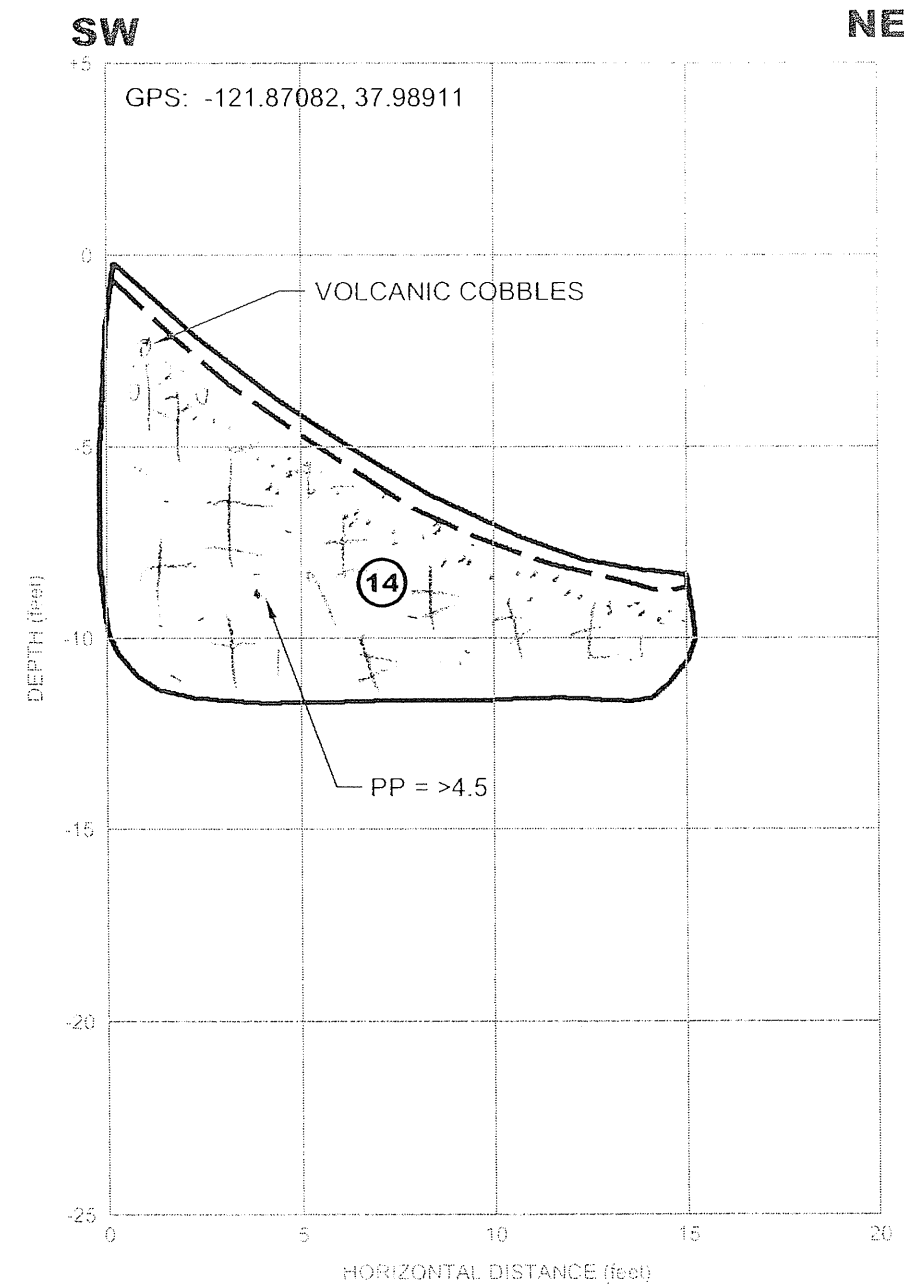 SW
NE
+5
GPS: -121.87082, 37.98911
0
VOLCANIC COBBLES
-5
14
-10
DEPTH (feet)
PP = >4.5
-15
-20
-25
0 5 10 15 20
HORIZONTAL DISTANCE (feet)